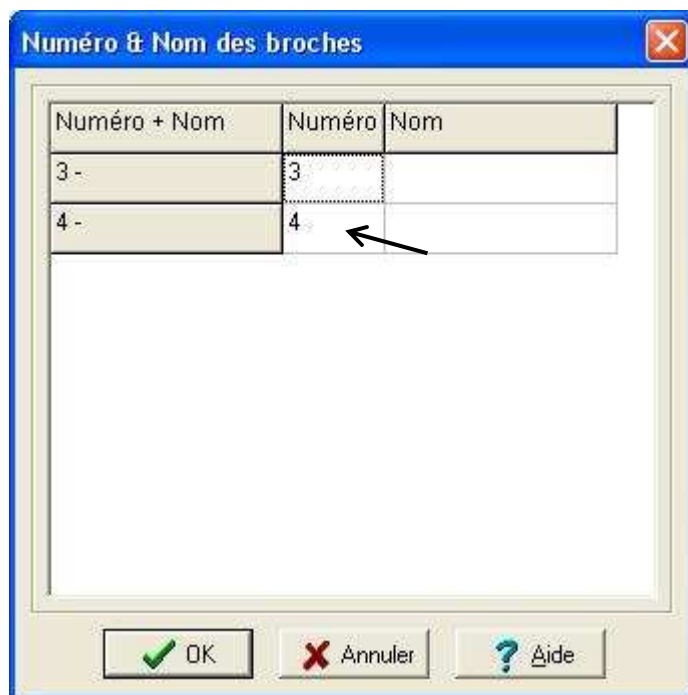 Numéro & Nom des broches
Numéro + Nom Numéro Nom
3 - 3
4 - 4
OK Annuler Aide